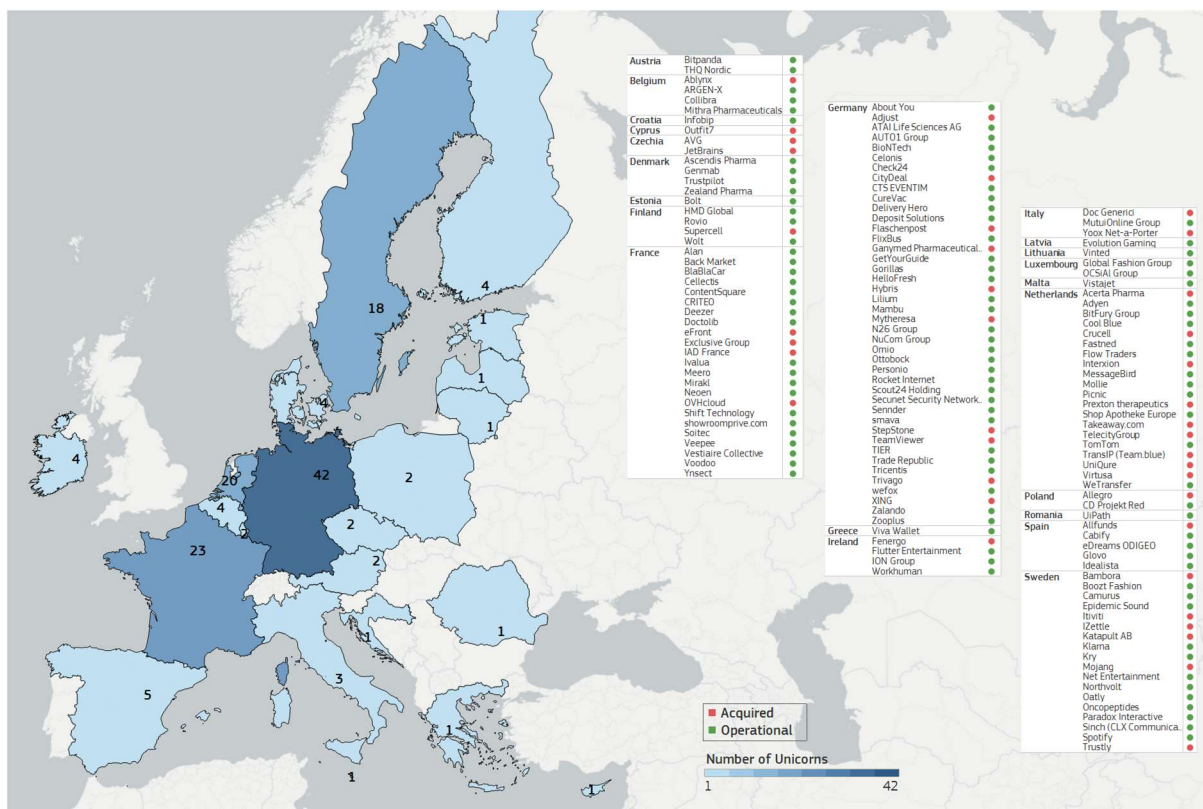 Austria Bitpanda
THQ Nordic
Belgium Ablynx
ARGEN-X
Collibra
Mithra Pharmaceuticals
Croatia Infobip
Cyprus Outfit7
Czechia AVG
JetBrains
Denmark Ascendis Pharma
Genmab
Trustpilot
Zealand Pharma
Estonia Bolt
Finland HMD Global
Rovio
Supercell
Wolt
France Alan
Back Market
BlaBlaCar
Cellectis
ContentSquare
CRITEO
Deezer
Doctolib
eFront
Exclusive Group
IAD France
Ivalua
Meero
Mirakl
Neoen
OVHcloud
Shift Technology
showroomprive.com
Soitec
Veepee
Vestiaire Collective
Voodoo
Ynsect
Germany About You
Adjust
ATAI Life Sciences AG
AUTO1 Group
BioNTech
Celonis
Check24
CityDeal
CTS EVENTIM
CureVac
Delivery Hero
Deposit Solutions
Flaschenpost
FlixBus
Ganymed Pharmaceutical..
GetYourGuide
Gorillas
HelloFresh
Hybris
Lilium
Mambu
Mytheresa
N26 Group
NuCom Group
Omio
Ottobock
Personio
Rocket Internet
Scout24 Holding
Secunet Security Network..
Sennder
smava
StepStone
TeamViewer
TIER
Trade Republic
Tricentis
Trivago
wefox
XING
Zalando
Zooplus
Greece Viva Wallet
Ireland Fenergo
Flutter Entertainment
ION Group
Workhuman
Italy Doc Generici
MutuiOnline Group
Yoox Net-a-Porter
Latvia Evolution Gaming
Lithuania Vinted
Luxembourg Global Fashion Group
OCSiAl Group
Malta Vistajet
Netherlands Acerta Pharma
Adyen
BitFury Group
Cool Blue
Crucell
Fastned
Flow Traders
Interxion
MessageBird
Mollie
Picnic
Prexton therapeutics
Shop Apotheke Europe
Takeaway.com
TelecityGroup
TomTom
TransIP (Team.blue)
UniQure
Virtusa
WeTransfer
Poland Allegro
CD Projekt Red
Romania UiPath
Spain Allfunds
Cabify
eDreams ODIGEO
Glovo
Idealista
Sweden Bambora
Boozt Fashion
Camurus
Epidemic Sound
Itiviti
IZettle
Katapult AB
Klarna
Kry
Mojang
Net Entertainment
Northvolt
Oatly
Oncopeptides
Paradox Interactive
Sinch (CLX Communica..
Spotify
Trustly
4
18
1
1
4
1
4
42
20
2
4
2
2
23
2
1
1
5
3
1
1
1
Acquired
Operational
Number of Unicorns
1 42